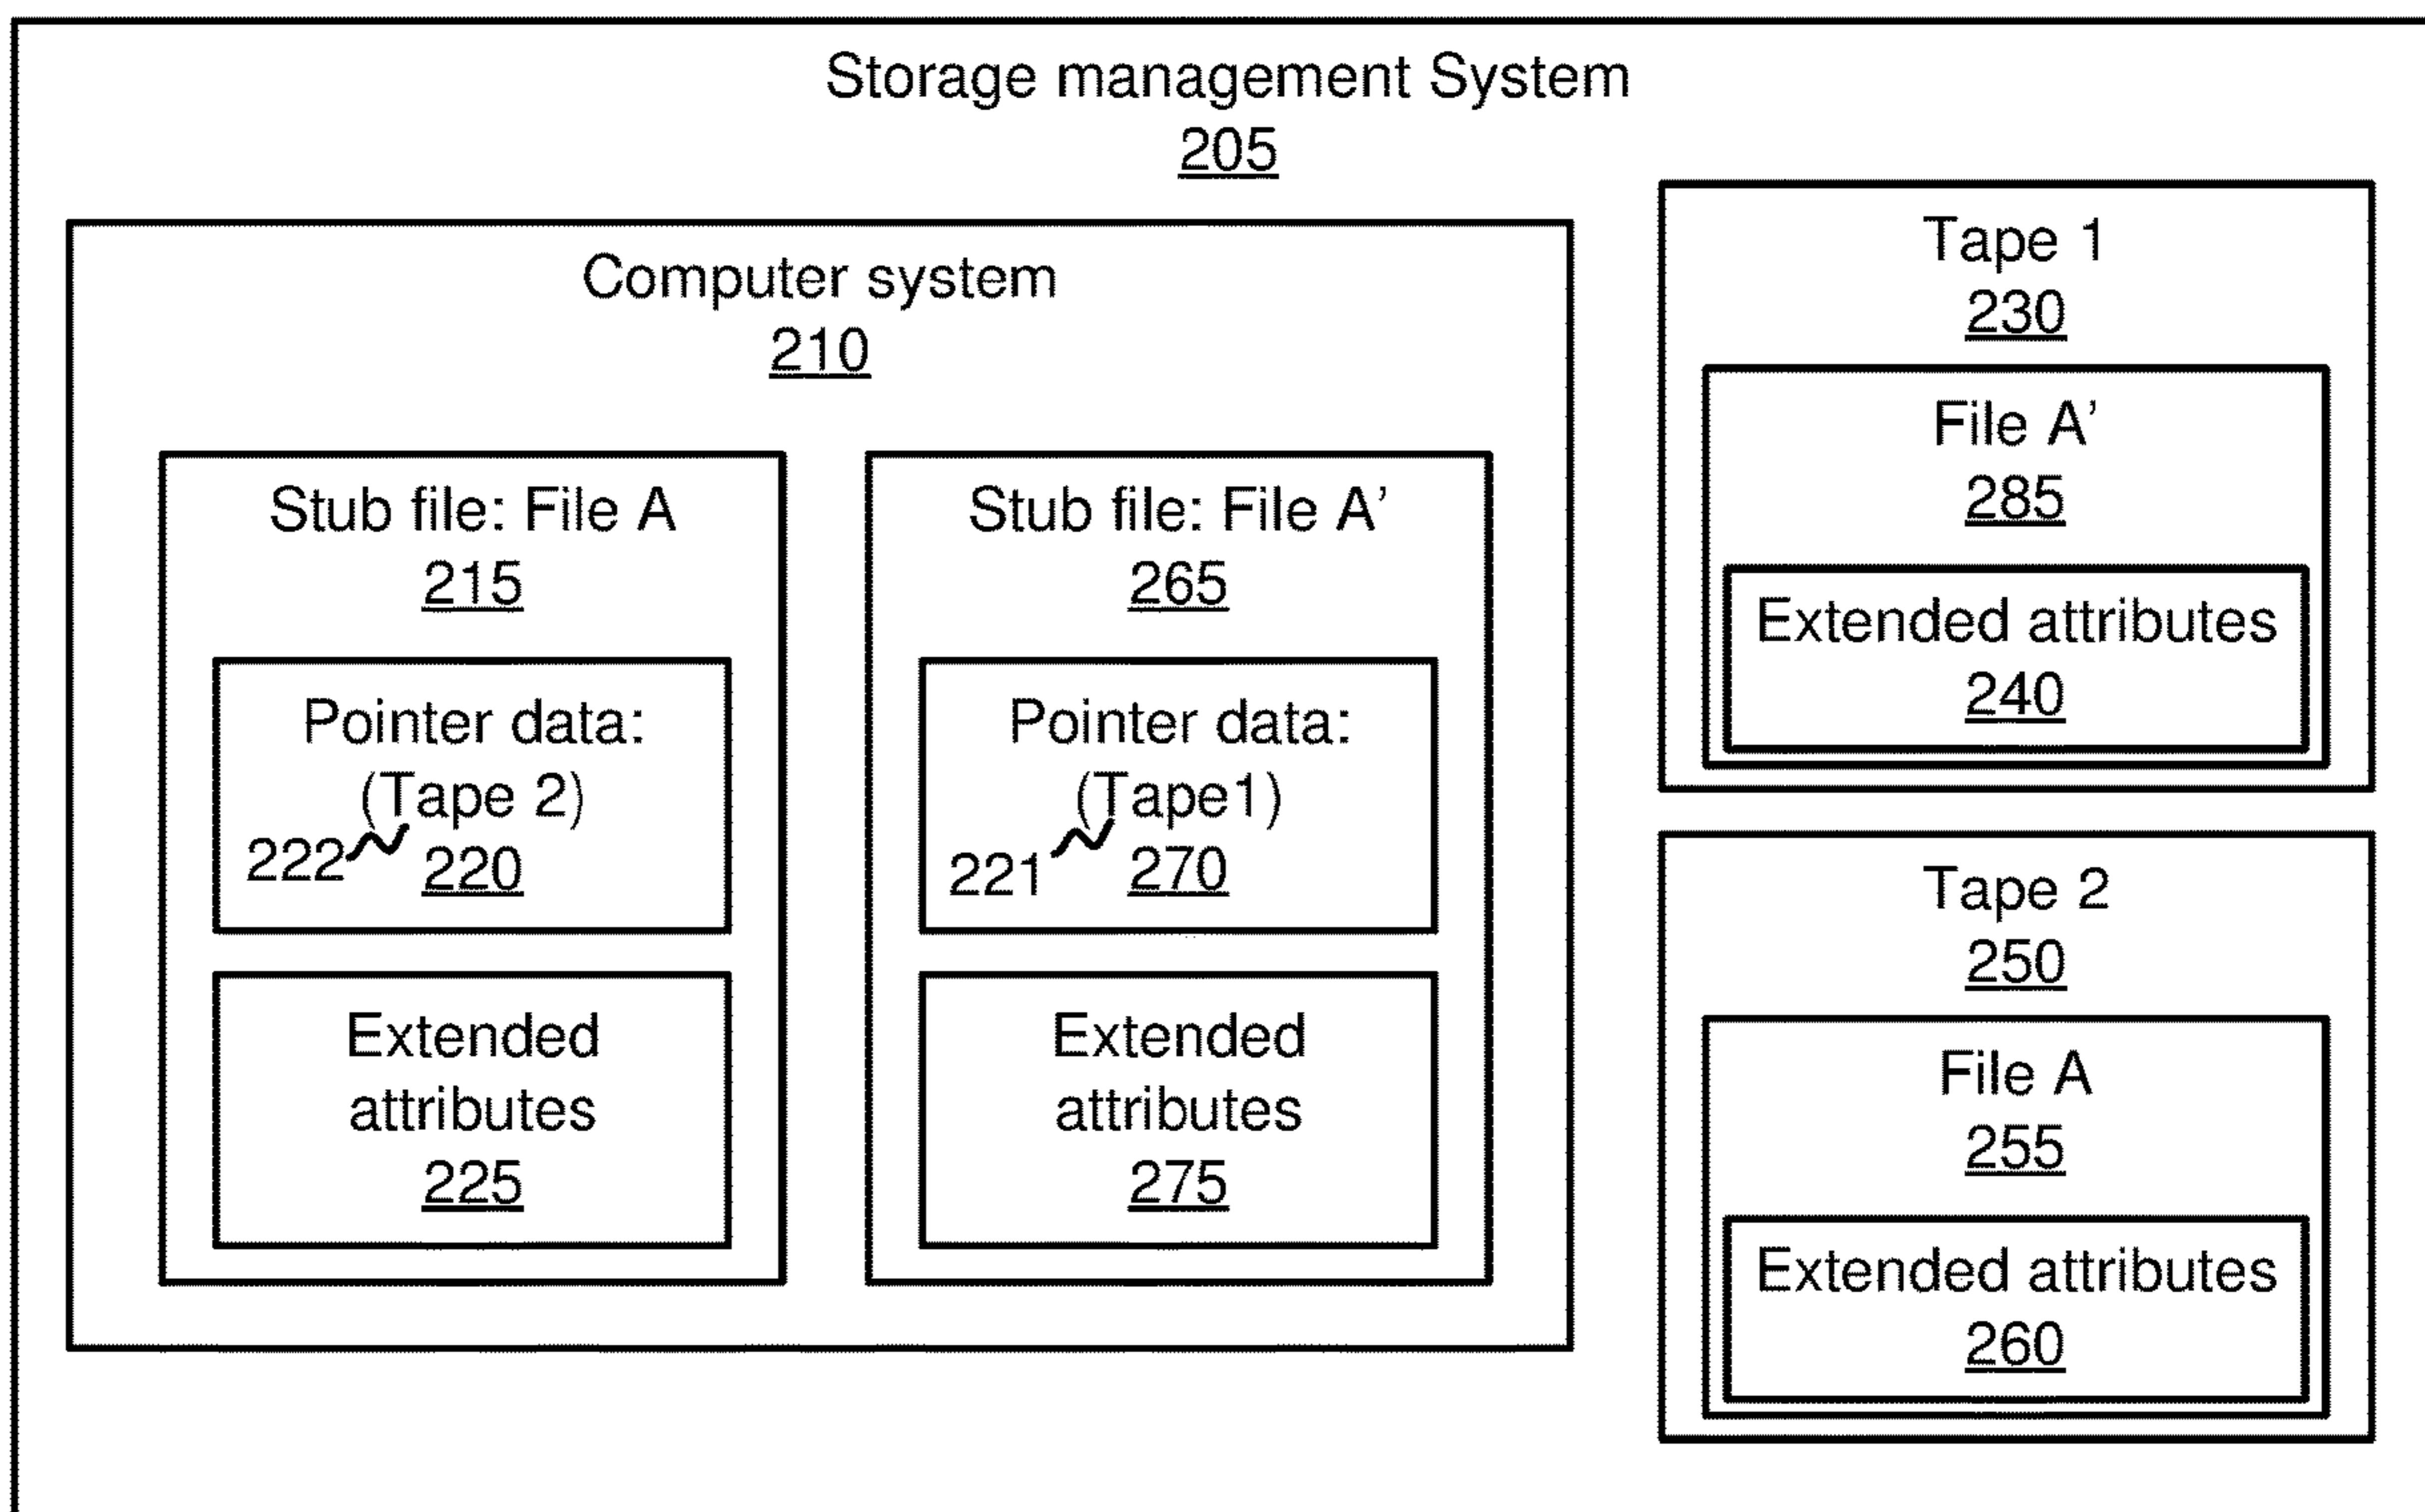 Storage management System
205
Computer system
210
Stub file: File A
215
Pointer data:
(Tape 2)
222 220
Extended
attributes
225
Stub file: File A’
265
Pointer data:
(Tape1)
221 270
Extended
attributes
275
Tape 1
230
File A’
285
Extended attributes
240
Tape 2
250
File A
255
Extended attributes
260